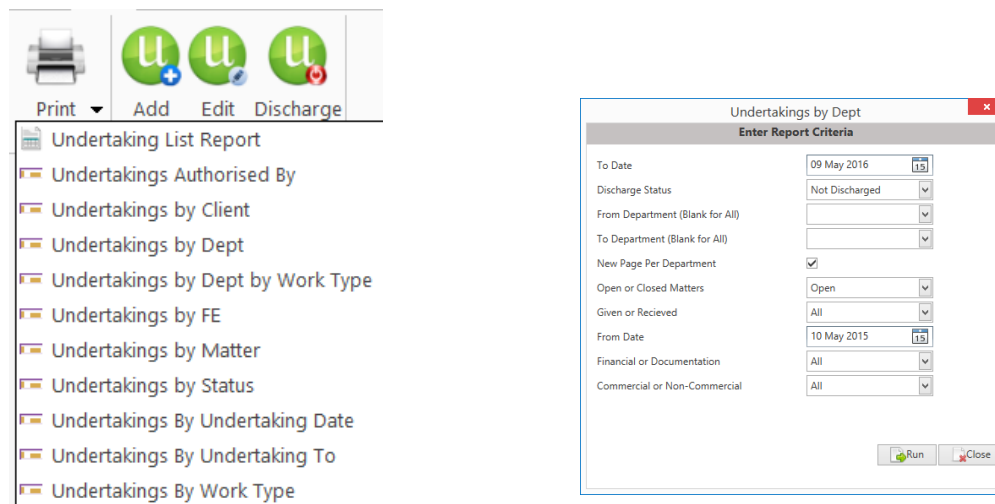 Print Add Edit Discharge
Undertaking List Report
Undertakings Authorised By
Undertakings by Client
Undertakings by Dept
Undertakings by Dept by Work Type
Undertakings by FE
Undertakings by Matter
Undertakings by Status
Undertakings By Undertaking Date
Undertakings By Undertaking To
Undertakings By Work Type
Undertakings by Dept
Enter Report Criteria
To Date 09 May 2016 15
Discharge Status Not Discharged
From Department (Blank for All)
To Department (Blank for All)
New Page Per Department
Open or Closed Matters Open
Given or Recieved All
From Date 10 May 2015 15
Financial or Documentation All
Commercial or Non-Commercial All
Run Close